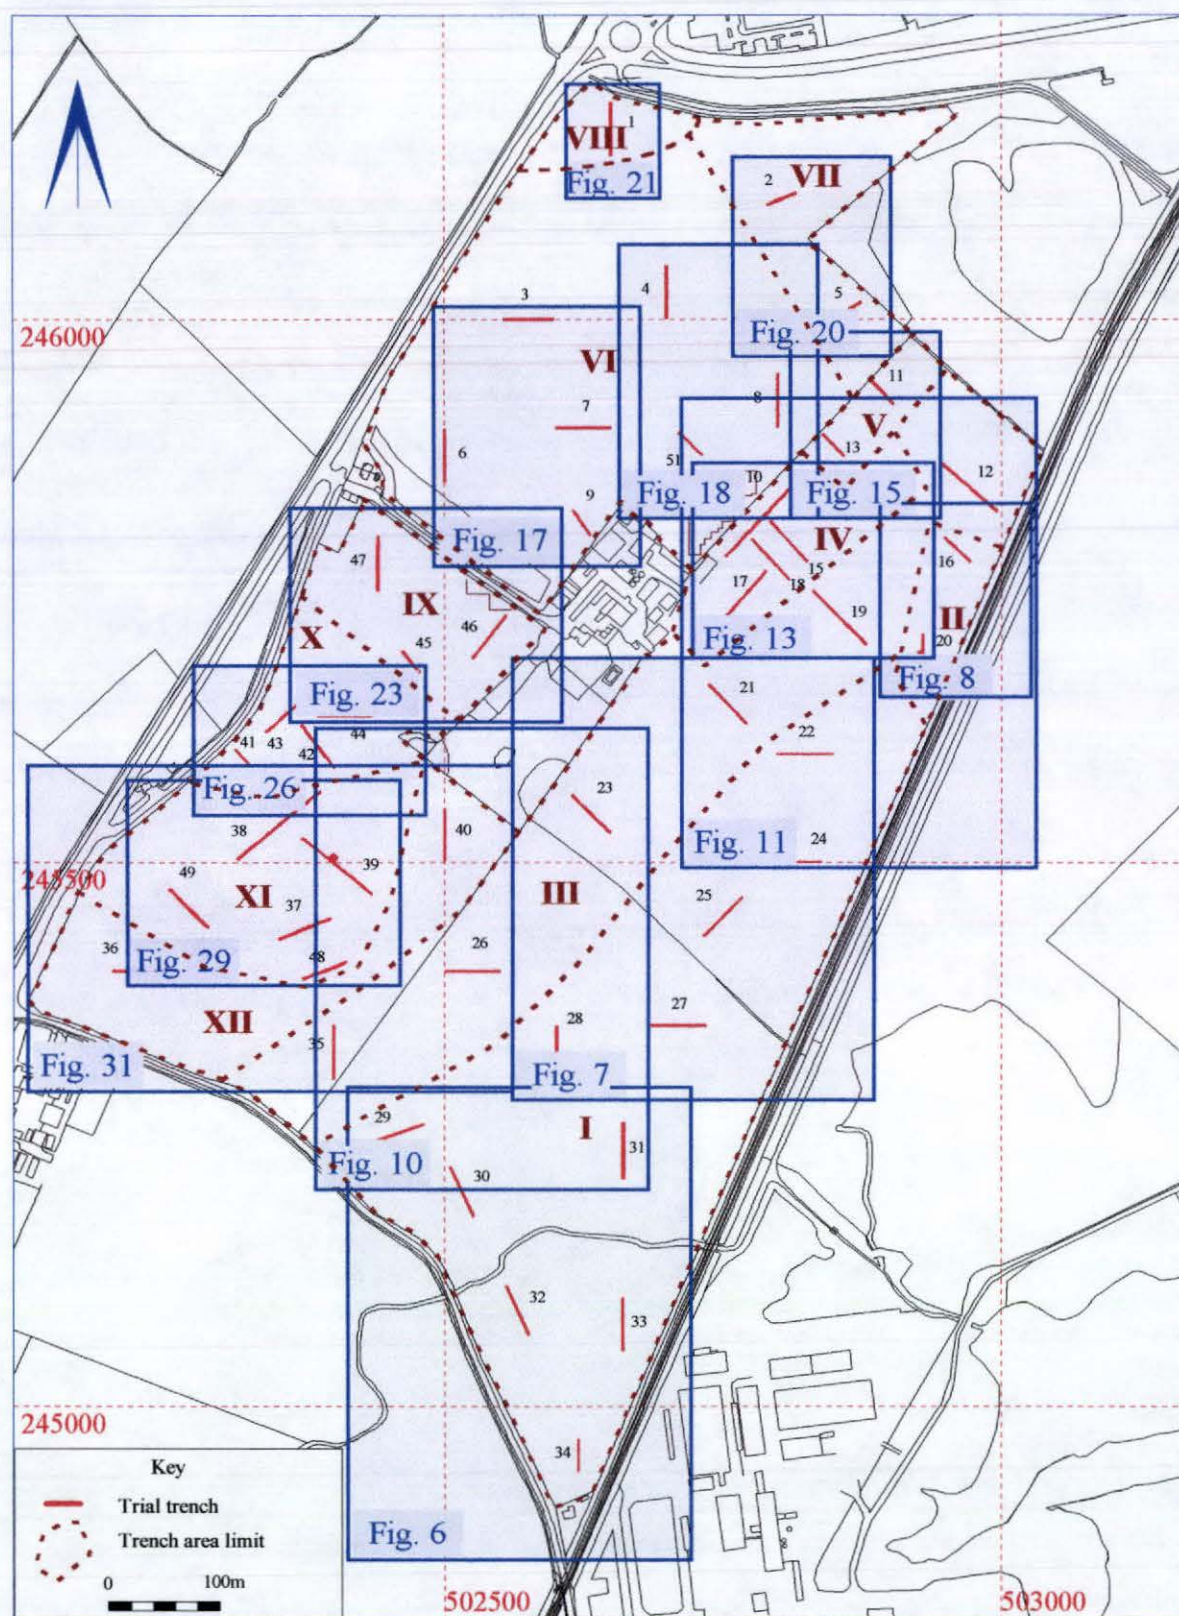 1
VIII
Fig. 21
2
VII
3
4
5
246000
Fig. 20
VI
11
8
7
V
6
51
13
12
10
9
Fig. 18
Fig. 15
Fig. 17
IV
47
16
15
17
18
IX
19
II
X
46
45
Fig. 13
20
Fig. 8
Fig. 23
21
41
43
42
44
22
Fig. 26
23
38
40
39
Fig. 11
24
245500
49
XI
37
III
25
36
Fig. 29
48
26
XII
35
28
27
Fig. 31
Fig. 7
29
I
31
Fig. 10
30
32
33
245000
34
Key
Trial trench
Trench area limit
Fig. 6
0
100m
502500
503000